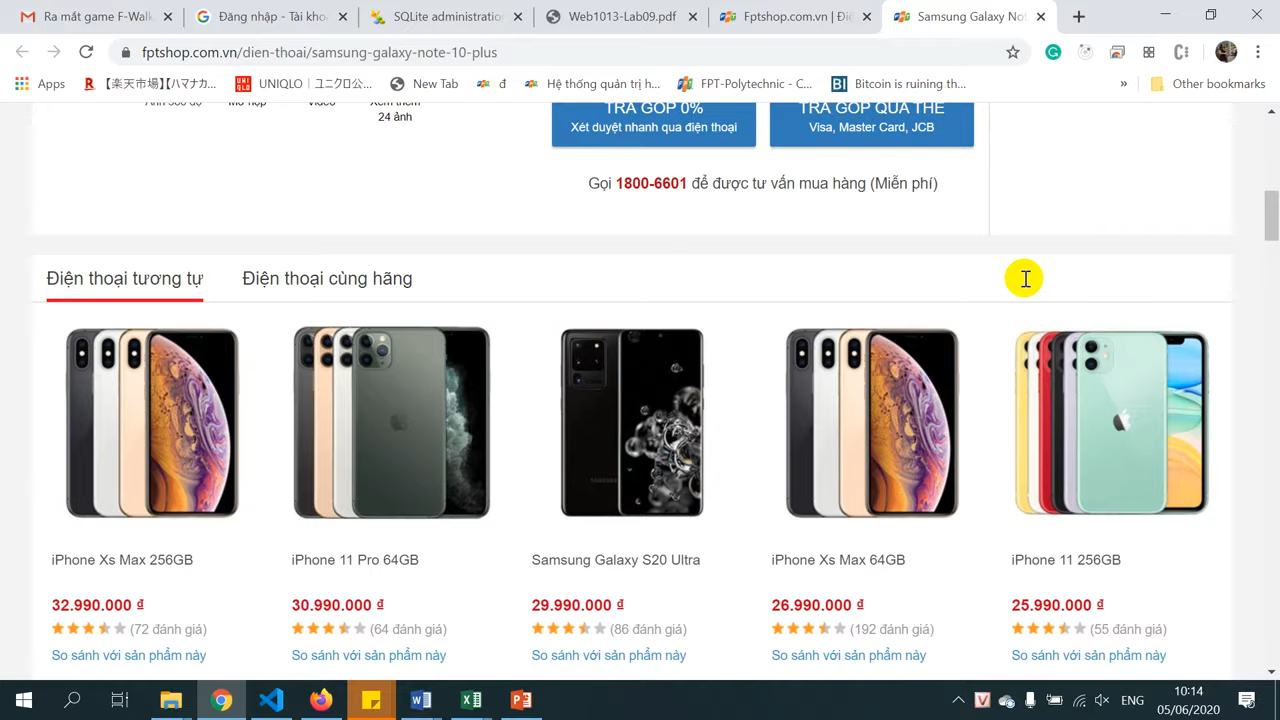 Ra mắt game F-Walk
Đăng nhập - Tài kho
SQLite administratio
Web1013-Lab09.pdf
Fptshop.com.vn | Điệ
Samsung Galaxy Not
fptshop.com.vn/dien-thoai/samsung-galaxy-note-10-plus
Apps
【楽天市場】【ハマナカ...
UNIQLO｜ユニクロ公...
New Tab
đ
Hệ thống quản trị h...
FPT-Polytechnic - C...
Bitcoin is ruining th...
»
Other bookmarks
Ảnh 360 độ
Mở hộp
Video
Xem thêm
24 ảnh
TRẢ GÓP 0%
Xét duyệt nhanh qua điện thoại
TRẢ GÓP QUA THẺ
Visa, Master Card, JCB
Gọi 1800-6601 để được tư vấn mua hàng (Miễn phí)
Điện thoại tương tự
Điện thoại cùng hãng
iPhone Xs Max 256GB
32.990.000 ₫
(72 đánh giá)
So sánh với sản phẩm này
iPhone 11 Pro 64GB
30.990.000 ₫
(64 đánh giá)
So sánh với sản phẩm này
Samsung Galaxy S20 Ultra
29.990.000 ₫
(86 đánh giá)
So sánh với sản phẩm này
iPhone Xs Max 64GB
26.990.000 ₫
(192 đánh giá)
So sánh với sản phẩm này
iPhone 11 256GB
25.990.000 ₫
(55 đánh giá)
So sánh với sản phẩm này
ENG
10:14
05/06/2020